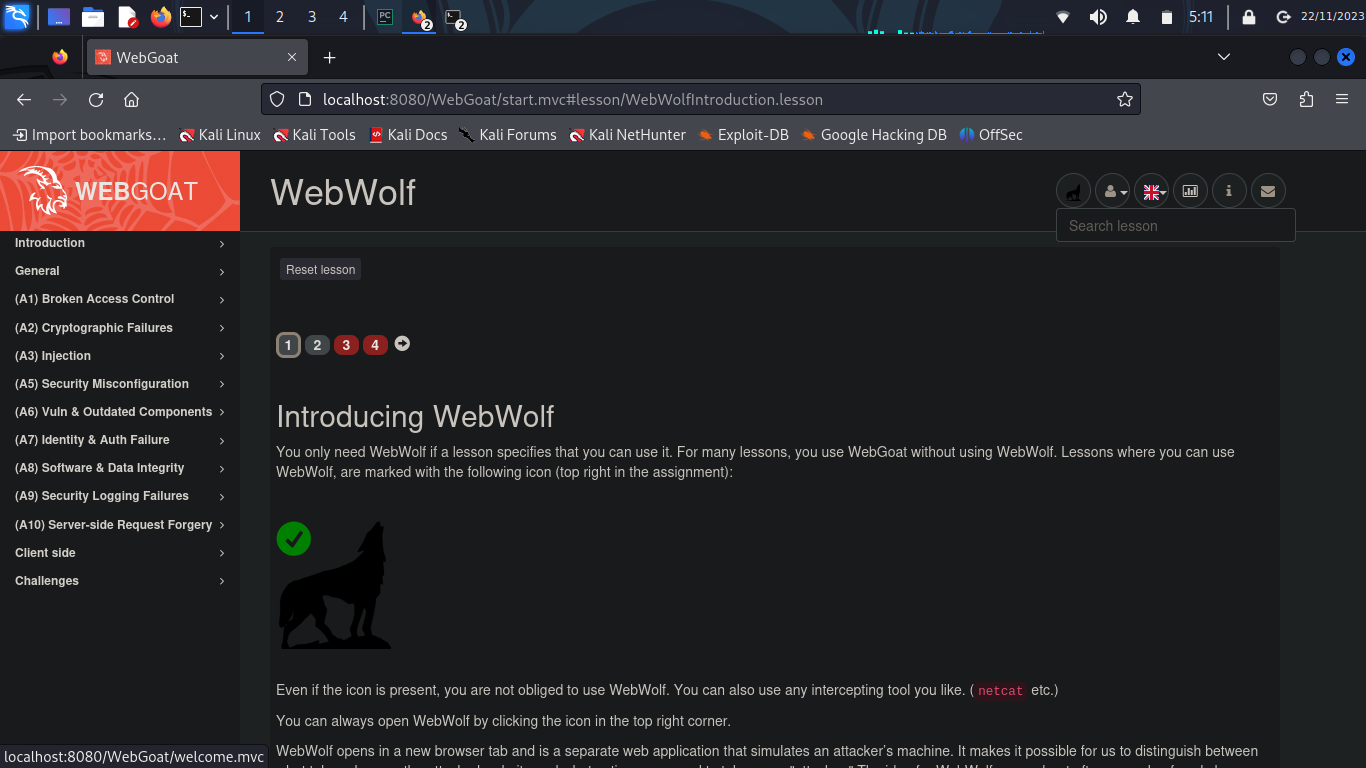 1 2 3 4 PC 2 2 5:11 22/11/2023
WebGoat
localhost:8080/WebGoat/start.mvc#lesson/WebWolfIntroduction.lesson
Import bookmarks… Kali Linux Kali Tools Kali Docs Kali Forums Kali NetHunter Exploit-DB Google Hacking DB OffSec
WEBGOAT
WebWolf
Search lesson
Introduction
General
(A1) Broken Access Control
(A2) Cryptographic Failures
(A3) Injection
(A5) Security Misconfiguration
(A6) Vuln & Outdated Components
(A7) Identity & Auth Failure
(A8) Software & Data Integrity
(A9) Security Logging Failures
(A10) Server-side Request Forgery
Client side
Challenges
Reset lesson
1 2 3 4
Introducing WebWolf
You only need WebWolf if a lesson specifies that you can use it. For many lessons, you use WebGoat without using WebWolf. Lessons where you can use
WebWolf, are marked with the following icon (top right in the assignment):
Even if the icon is present, you are not obliged to use WebWolf. You can also use any intercepting tool you like. ( netcat etc.)
You can always open WebWolf by clicking the icon in the top right corner.
WebWolf opens in a new browser tab and is a separate web application that simulates an attacker's machine. It makes it possible for us to distinguish between
localhost:8080/WebGoat/welcome.mvc